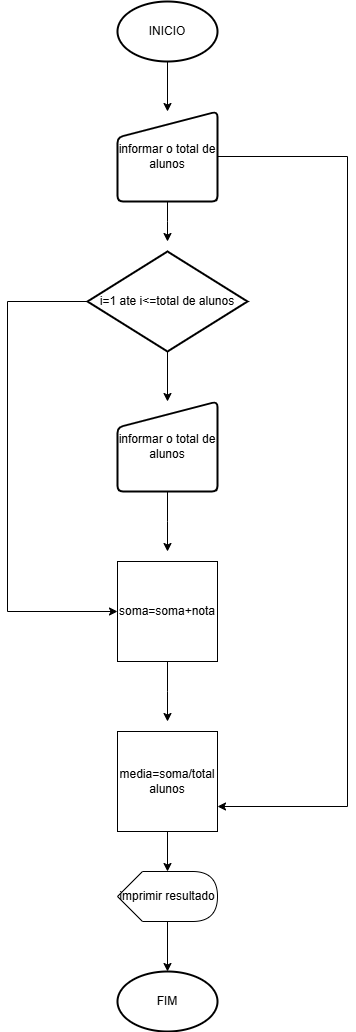 INICIO
informar o total de
alunos
i=1 ate i<=total de alunos
informar o total de
alunos
soma=soma+nota
media=soma/total
alunos
imprimir resultado
FIM